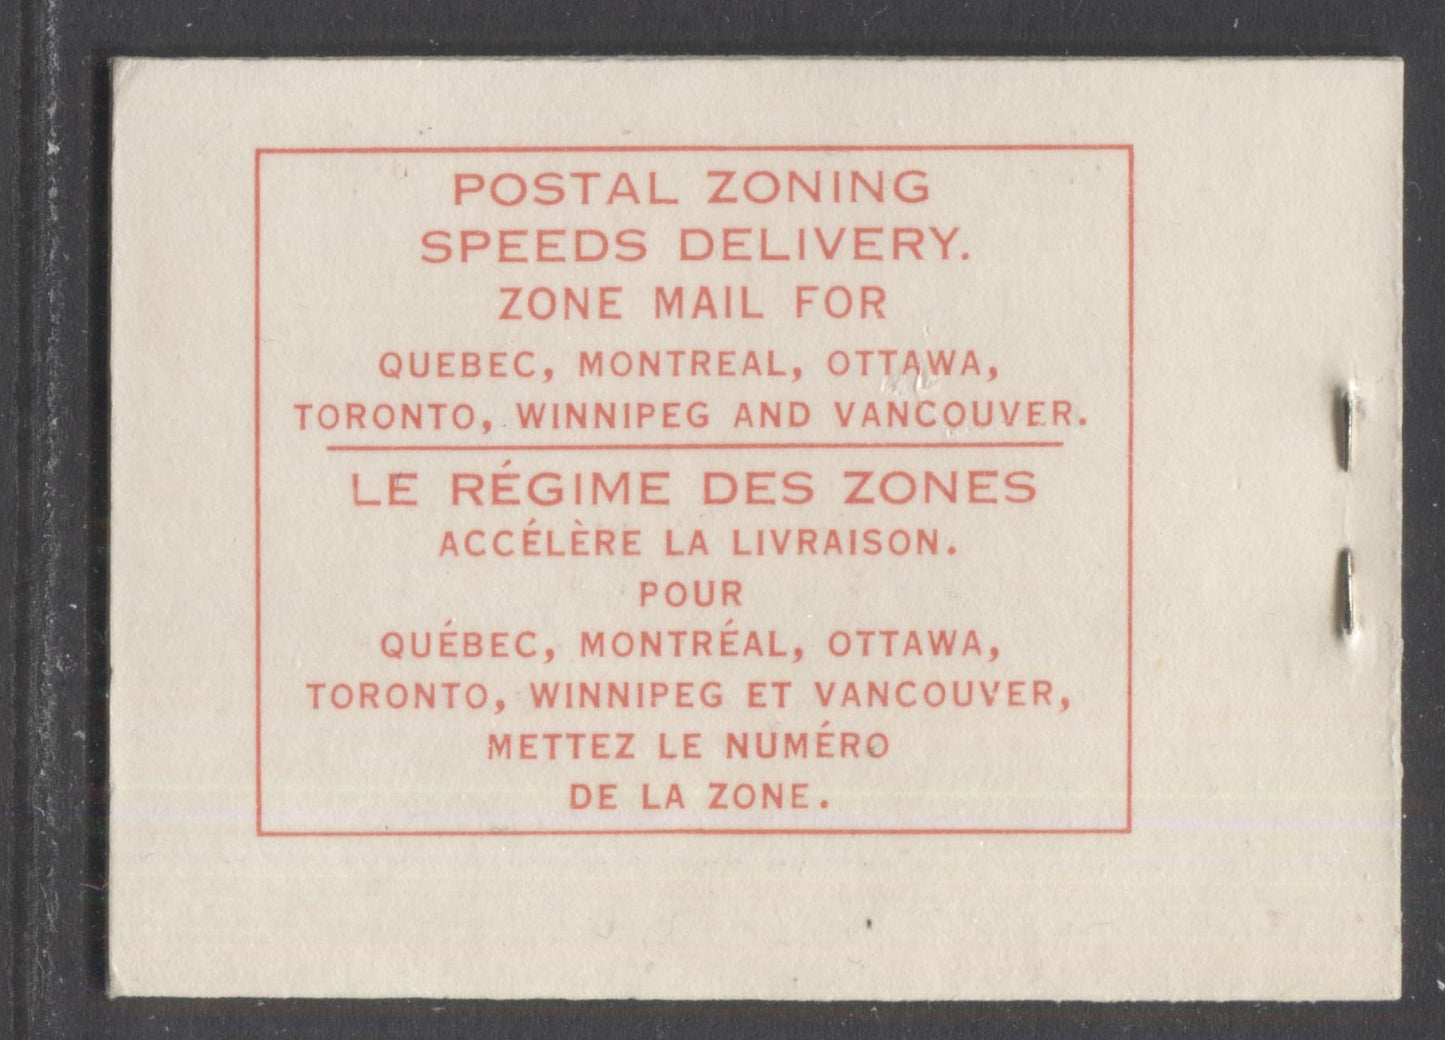 POSTAL ZONING
SPEEDS DELIVERY.
ZONE MAIL FOR
QUEBEC, MONTREAL, OTTAWA,
TORONTO, WINNIPEG AND VANCOUVER.
LE RÉGIME DES ZONES
ACCÉLÈRE LA LIVRAISON.
POUR
QUÉBEC, MONTRÉAL, OTTAWA,
TORONTO, WINNIPEG ET VANCOUVER,
METTEZ LE NUMÉRO
DE LA ZONE.